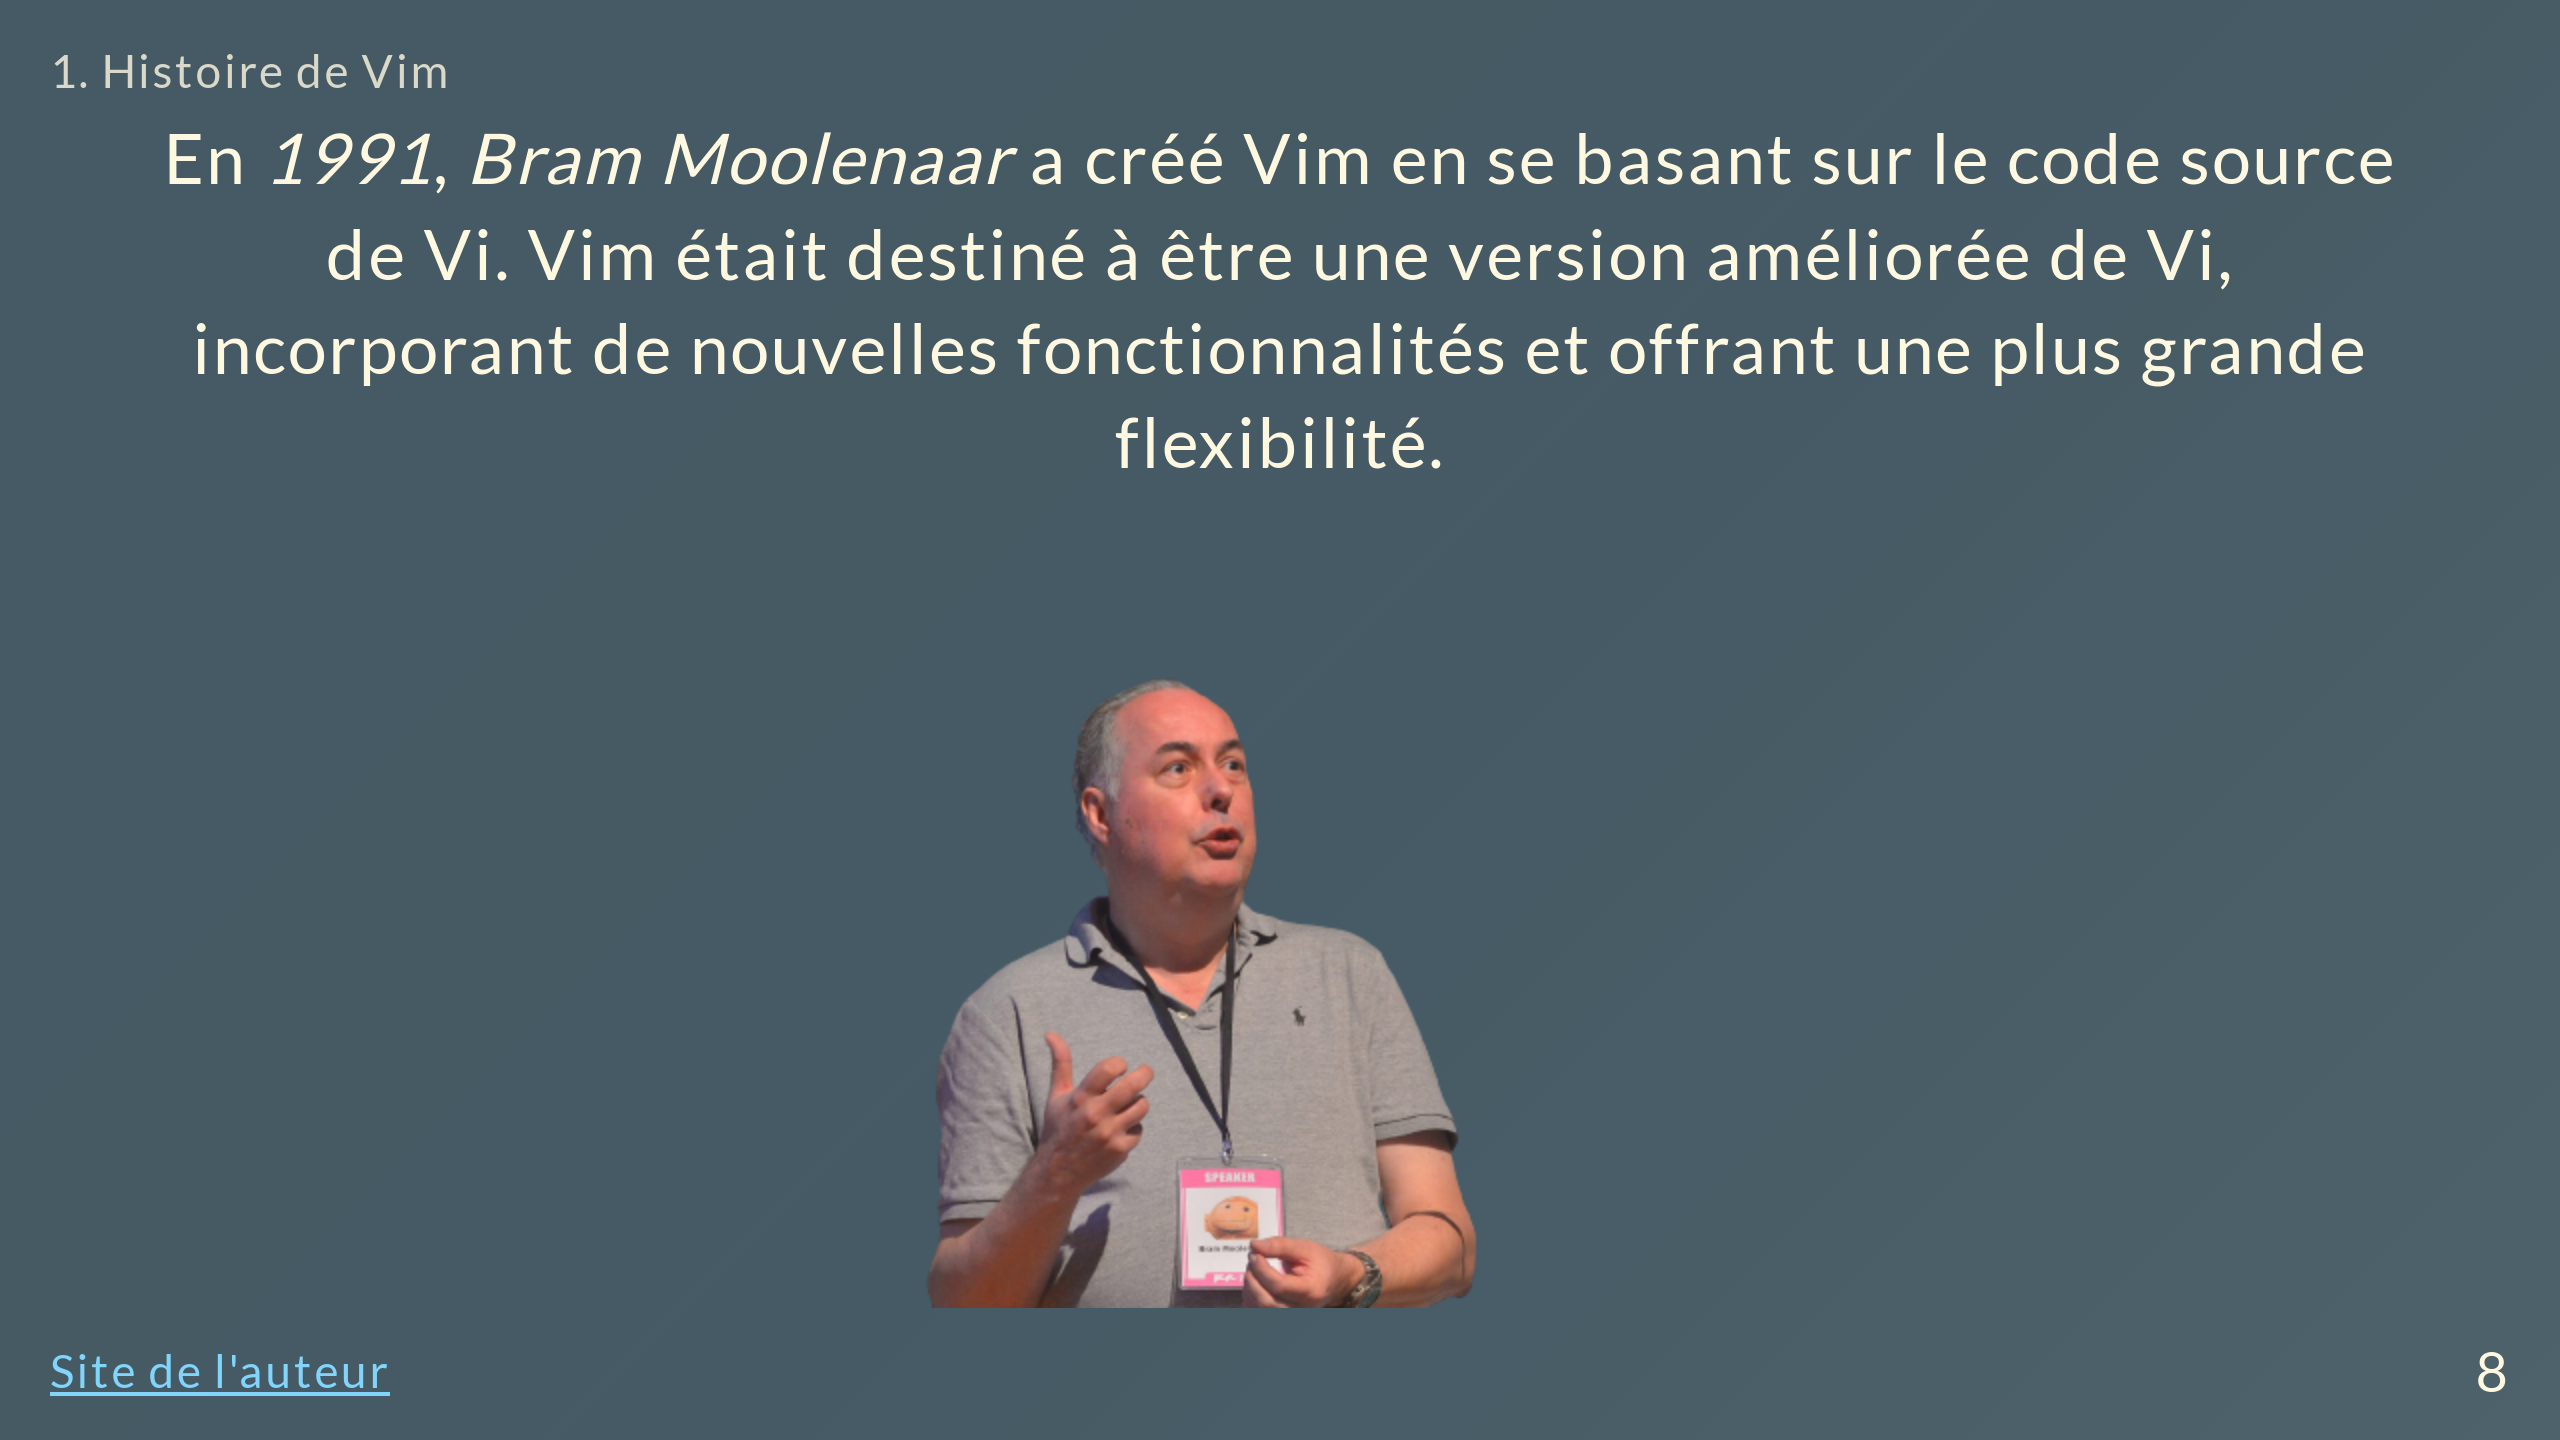 1. Histoire de Vim
En 1991, Bram Moolenaar a créé Vim en se basant sur le code source
de Vi. Vim était destiné à être une version améliorée de Vi,
incorporant de nouvelles fonctionnalités et offrant une plus grande
flexibilité.
SPEAKER
Bram
Site de l'auteur
8